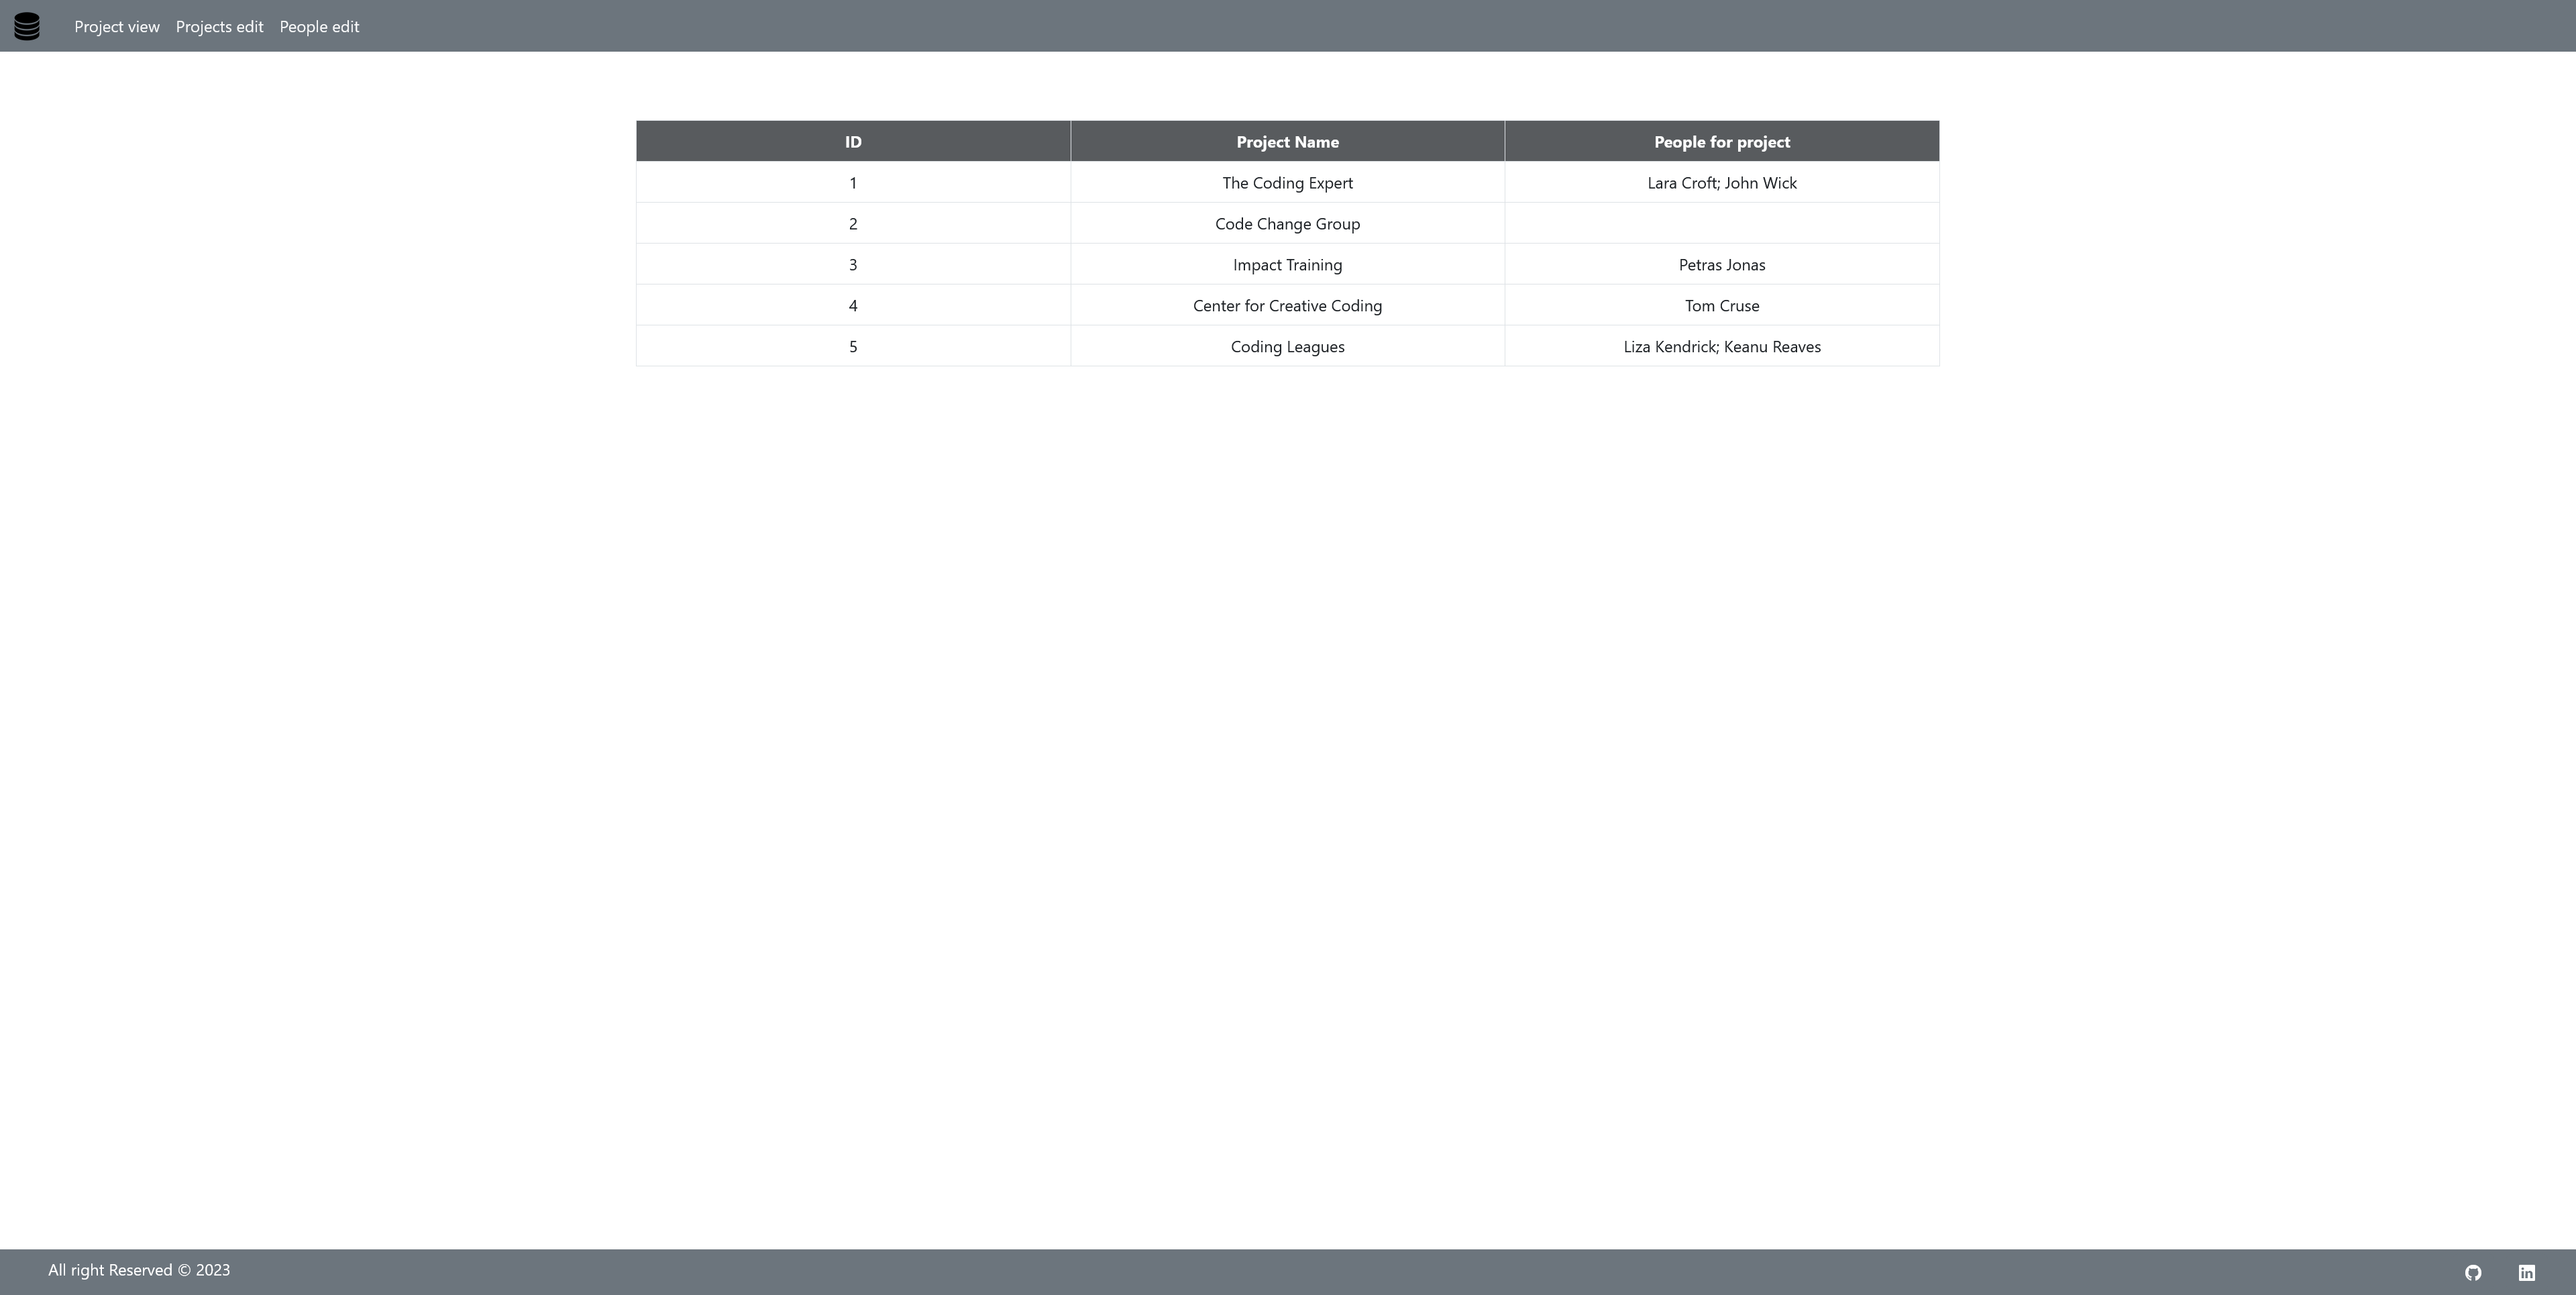 Project view Projects edit People edit
ID Project Name People for project
1 The Coding Expert Lara Croft; John Wick
2 Code Change Group
3 Impact Training Petras Jonas
4 Center for Creative Coding Tom Cruse
5 Coding Leagues Liza Kendrick; Keanu Reaves
All right Reserved © 2023
in